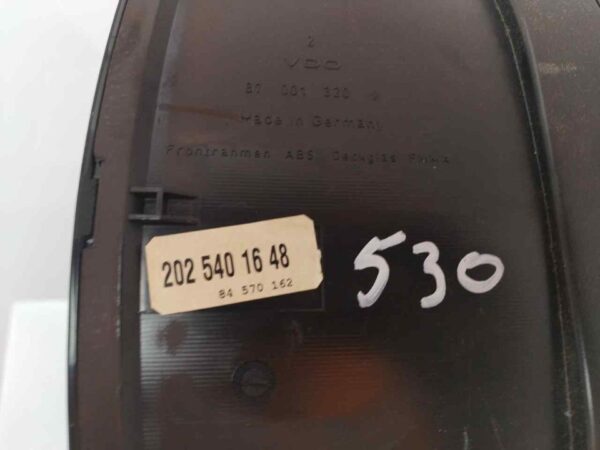 2
VDO
87 001 320
Made in Germany
Frontrahmen ABS Deckglas PMMA
202 540 16 48
84 570 162
530